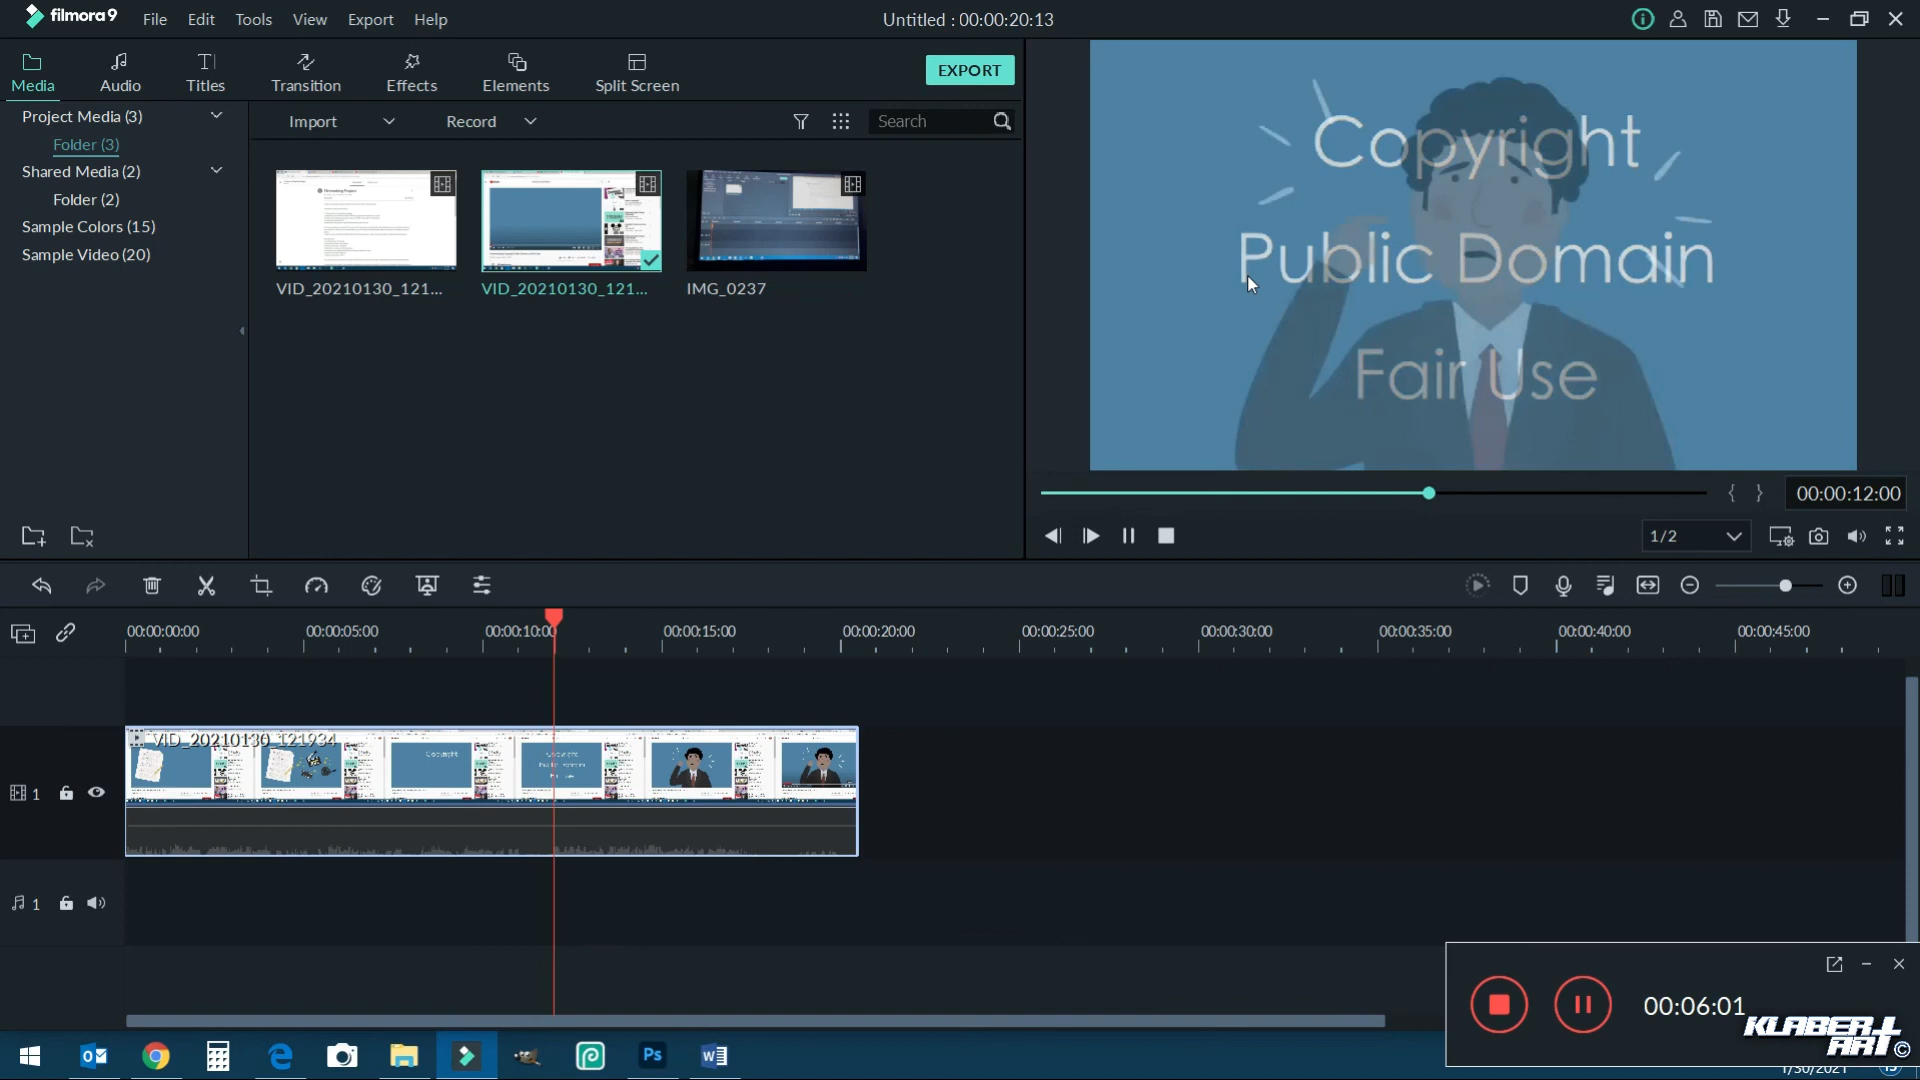 filmora9 File Edit Tools View Export Help Untitled : 00:00:20:13
Media Audio Titles Transition Effects Elements Split Screen EXPORT
Project Media (3) Import Record Search
Folder (3)
Shared Media (2)
Folder (2)
Sample Colors (15)
Sample Video (20)
VID_20210130_121... VID_20210130_121... IMG_0237
Copyright
Public Domain
Fair Use
00:00:12:00
1/2
00:00:00:00 00:00:05:00 00:00:10:00 00:00:15:00 00:00:20:00 00:00:25:00 00:00:30:00 00:00:35:00 00:00:40:00 00:00:45:00
VID_20210130_121934
Copyright
1
1
00:06:01
KLABER ART ©
Ps
1/30/2021